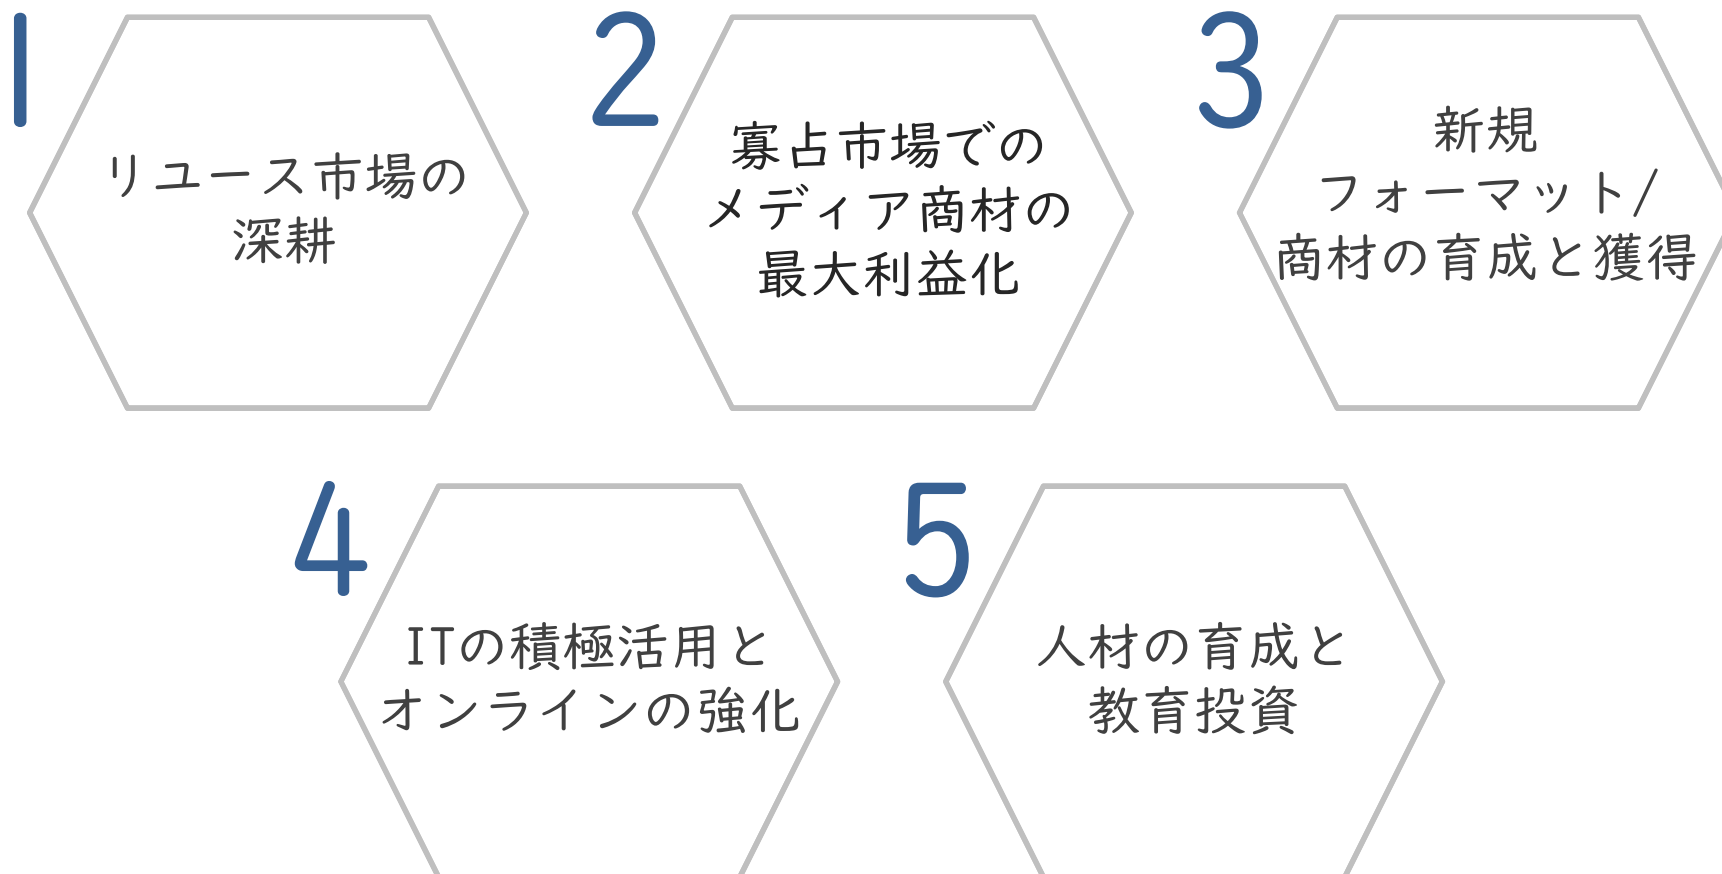 1
リユース市場の
深耕
2
寡占市場での
メディア商材の
最大利益化
3
新規
フォーマット/
商材の育成と獲得
4
ITの積極活用と
オンラインの強化
5
人材の育成と
教育投資